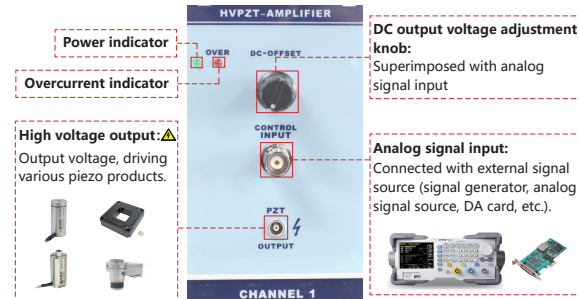 HVPZT-AMPLIFIER
Power indicator
OVER
DC-OFFSET
Overcurrent indicator
DC output voltage adjustment
knob:
Superimposed with analog
signal input
High voltage output:
Output voltage, driving
various piezo products.
CONTROL
INPUT
Analog signal input:
Connected with external signal
source (signal generator, analog
signal source, DA card, etc.).
PZT
OUTPUT
CHANNEL 1